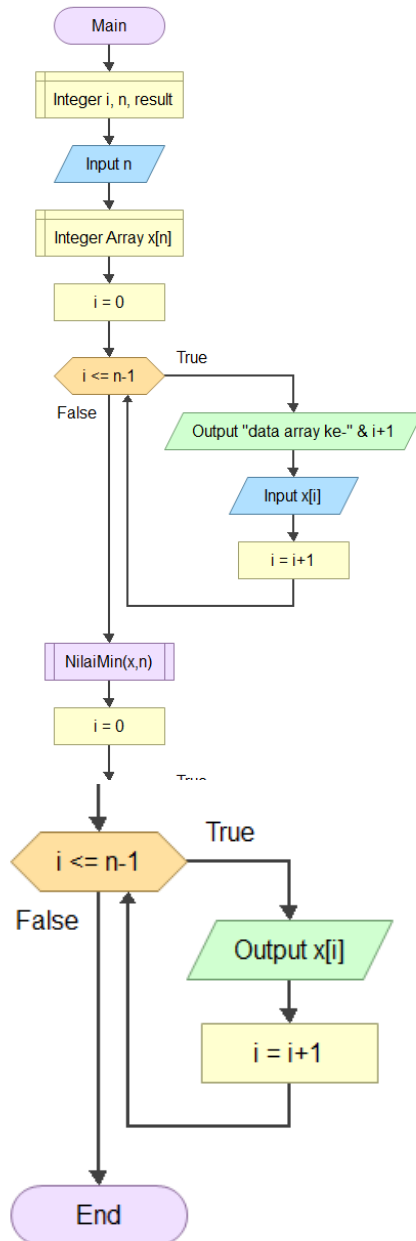 Main
Integer i, n, result
Input n
Integer Array x[n]
i = 0
i <= n-1
True
False
Output "data array ke-" & i+1
Input x[i]
i = i+1
NilaiMin(x,n)
i = 0
True
i <= n-1
True
False
Output x[i]
i = i+1
End